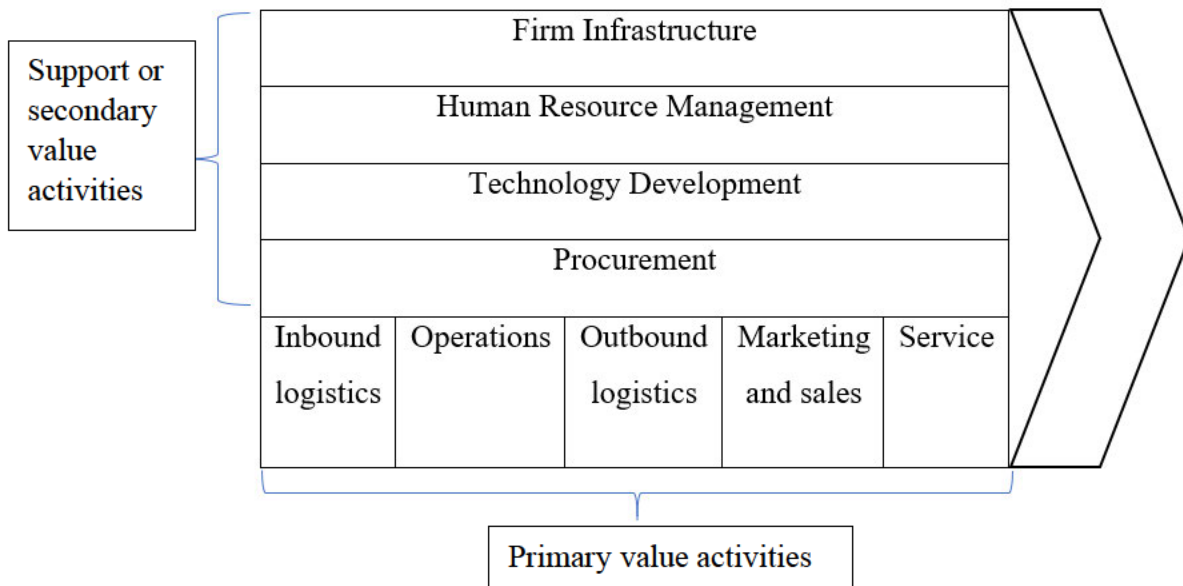 Firm Infrastructure
Support or
secondary
value
activities
Human Resource Management
Technology Development
Procurement
Inbound
logistics
Operations
Outbound
logistics
Marketing
and sales
Service
Primary value activities